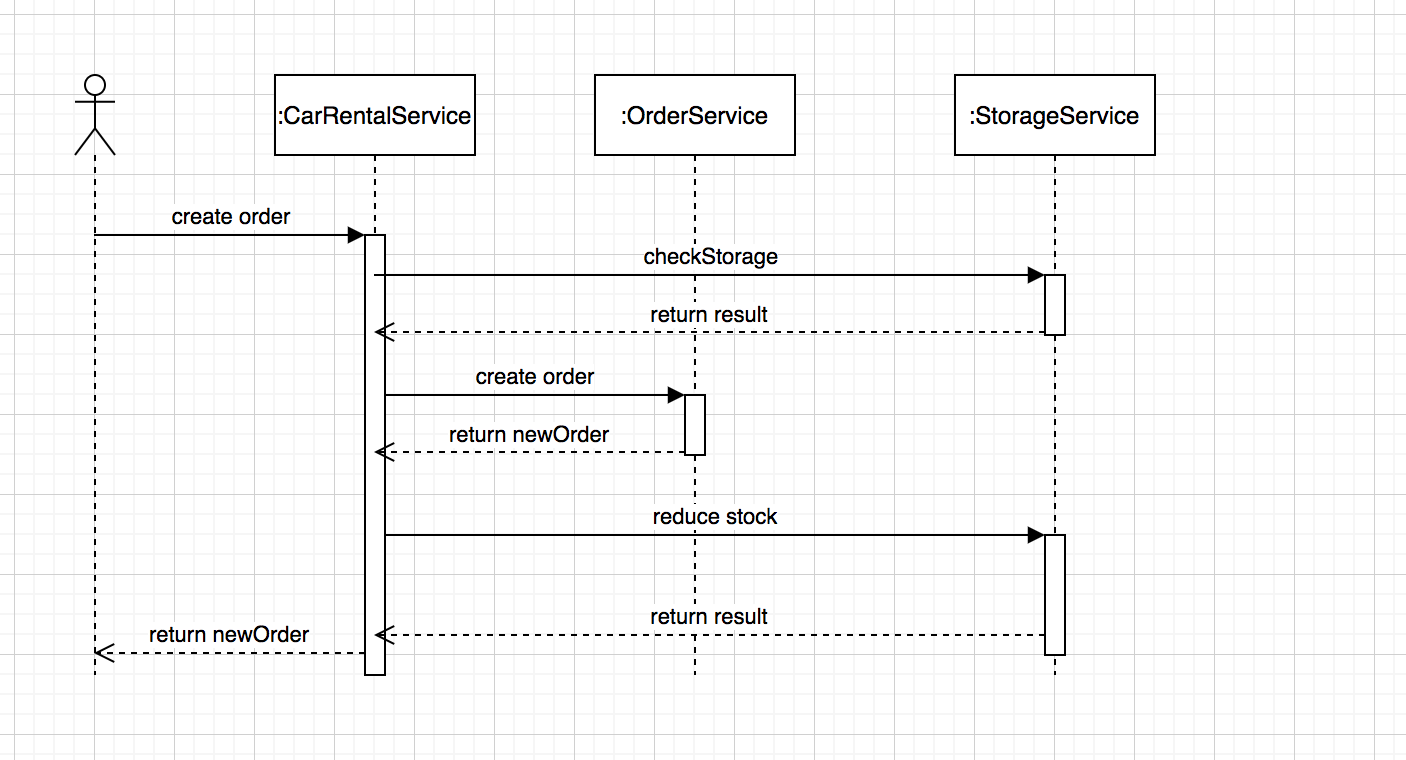 :CarRentalService
:OrderService
:StorageService
create order
checkStorage
return result
create order
return newOrder
reduce stock
return result
return newOrder